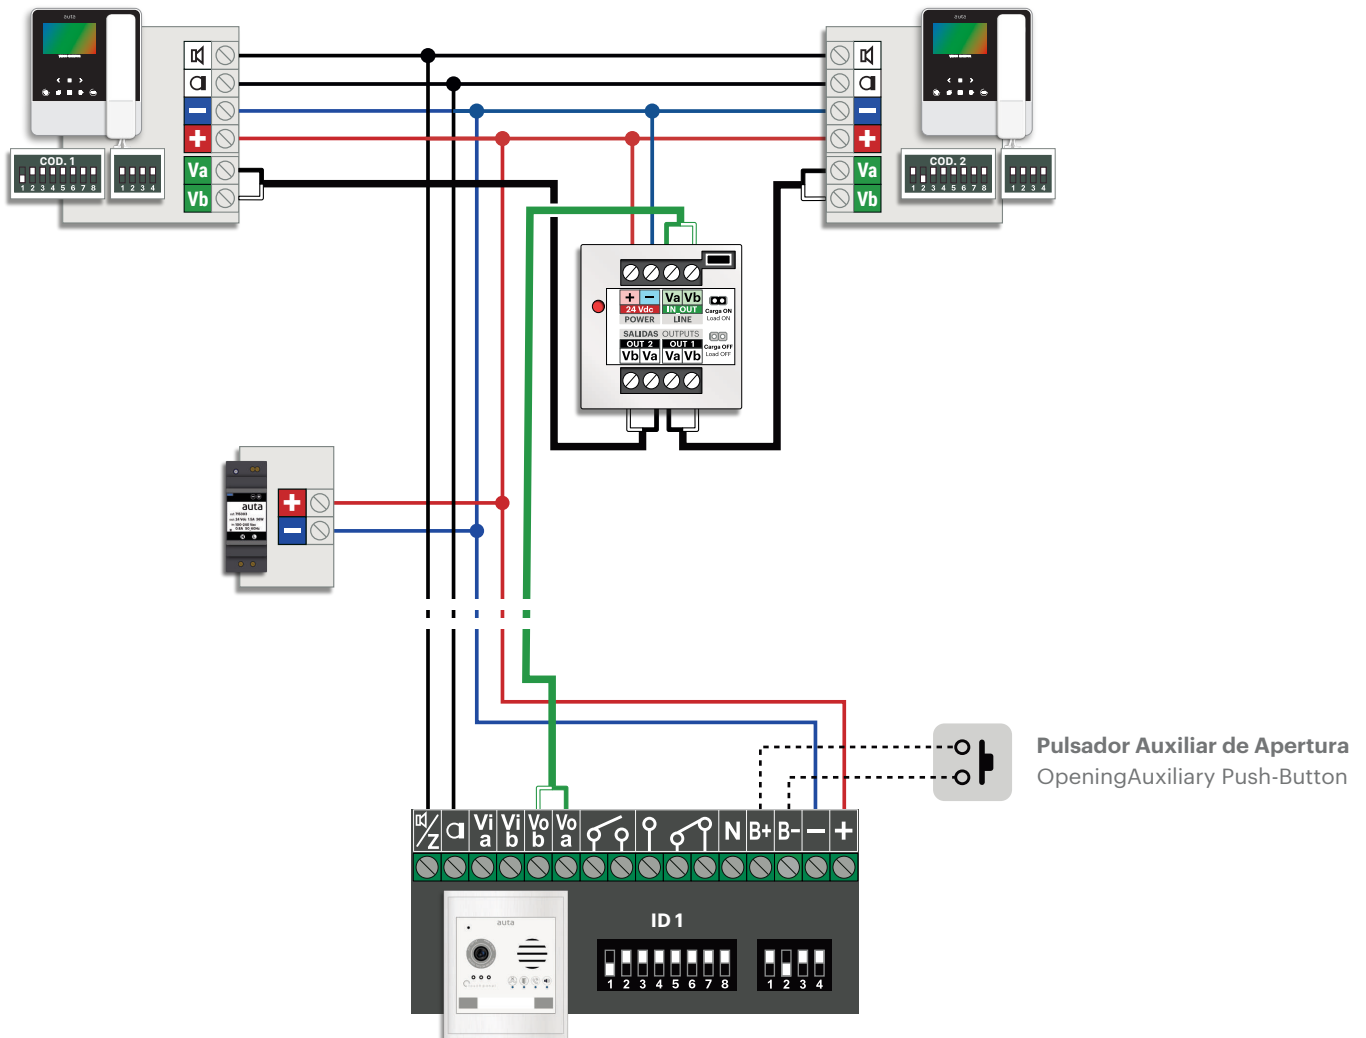 auta
auta
COD. 1
1 2 3 4 5 6 7 8
1 2 3 4
−
+
Va
Vb
−
+
Va
Vb
COD. 2
1 2 3 4 5 6 7 8
1 2 3 4
+ − Va Vb
24 Vdc IN OUT
POWER LINE
Carga ON
Load ON
SALIDAS OUTPUTS
OUT 2 OUT 1
Vb Va Va Vb
Carga OFF
Load OFF
auta
+
−
Pulsador Auxiliar de Apertura
OpeningAuxiliary Push-Button
/Z Vi a Vi b Vo b Vo a N B+ B- − +
ID 1
auta
1 2 3 4 5 6 7 8
1 2 3 4